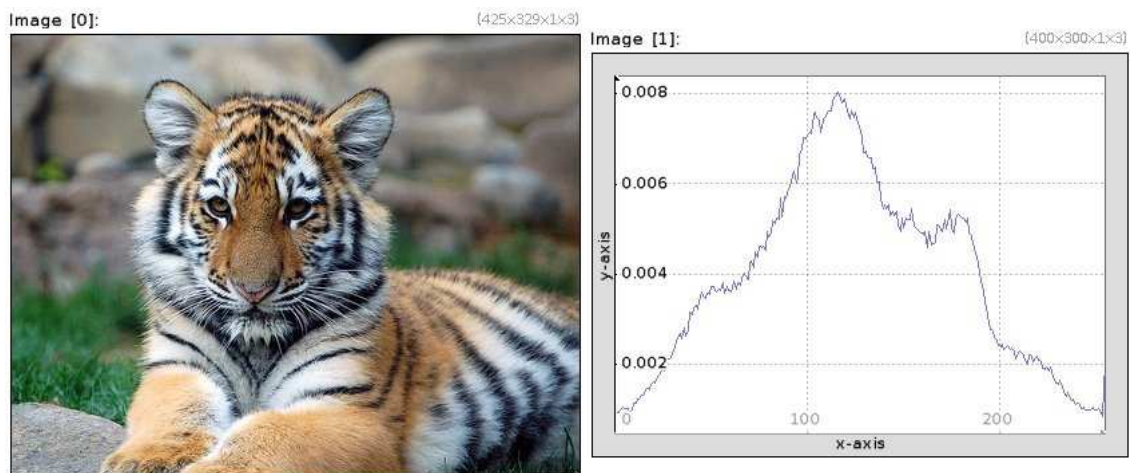 Image [0]:
(425x329x1x3)
Image [1]:
(400x300x1x3)
0.008
0.006
0.004
0.002
0
100
200
y-axis
x-axis